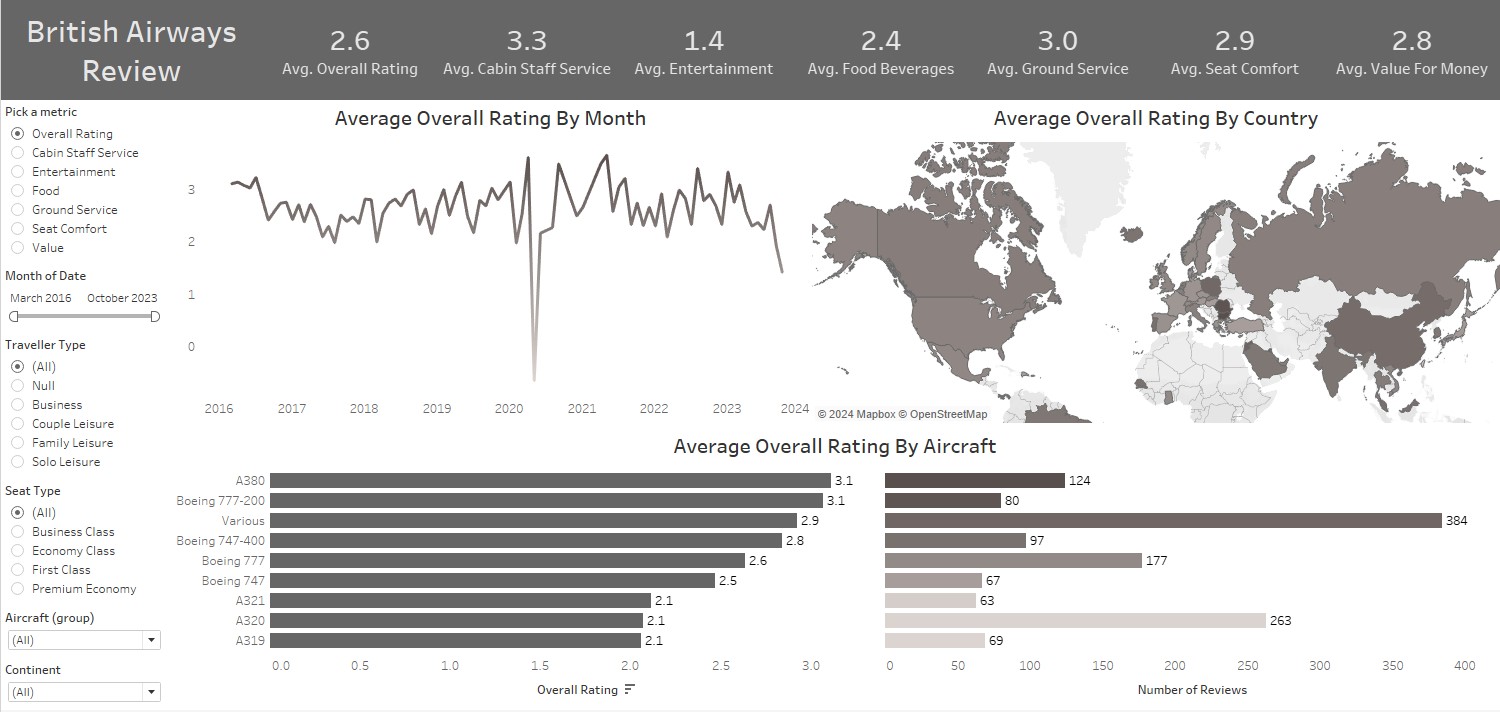 British Airways
Review
2.6
Avg. Overall Rating
3.3
Avg. Cabin Staff Service
1.4
Avg. Entertainment
2.4
Avg. Food Beverages
3.0
Avg. Ground Service
2.9
Avg. Seat Comfort
2.8
Avg. Value For Money
Pick a metric
Overall Rating
Cabin Staff Service
Entertainment
Food
Ground Service
Seat Comfort
Value
Month of Date
March 2016 October 2023
Traveller Type
(All)
Null
Business
Couple Leisure
Family Leisure
Solo Leisure
Seat Type
(All)
Business Class
Economy Class
First Class
Premium Economy
Aircraft (group)
(All)
Continent
(All)
Average Overall Rating By Month
3
2
1
0
2016 2017 2018 2019 2020 2021 2022 2023 2024
Average Overall Rating By Country
© 2024 Mapbox © OpenStreetMap
Average Overall Rating By Aircraft
A380 3.1 124
Boeing 777-200 3.1 80
Various 2.9 384
Boeing 747-400 2.8 97
Boeing 777 2.6 177
Boeing 747 2.5 67
A321 2.1 63
A320 2.1 263
A319 2.1 69
0.0 0.5 1.0 1.5 2.0 2.5 3.0
Overall Rating
0 50 100 150 200 250 300 350 400
Number of Reviews